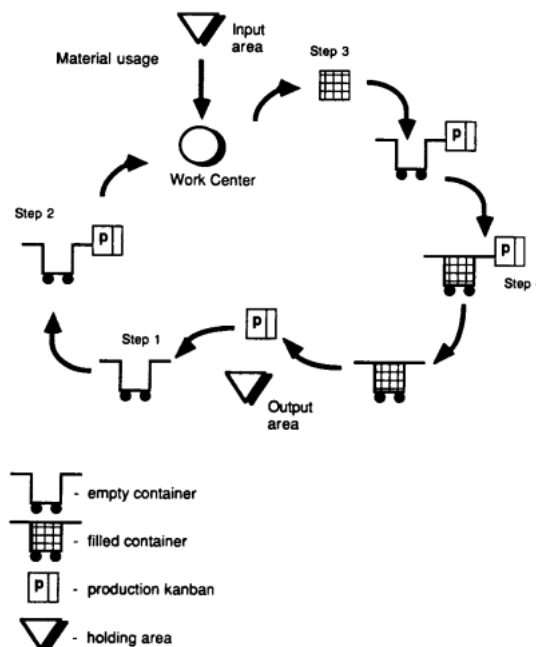 Input
area
Step 3
Material usage
P
Work Center
Step 2
P
P
Step
Step 1
P
Output
area
- empty container
- filled container
P - production kanban
- holding area